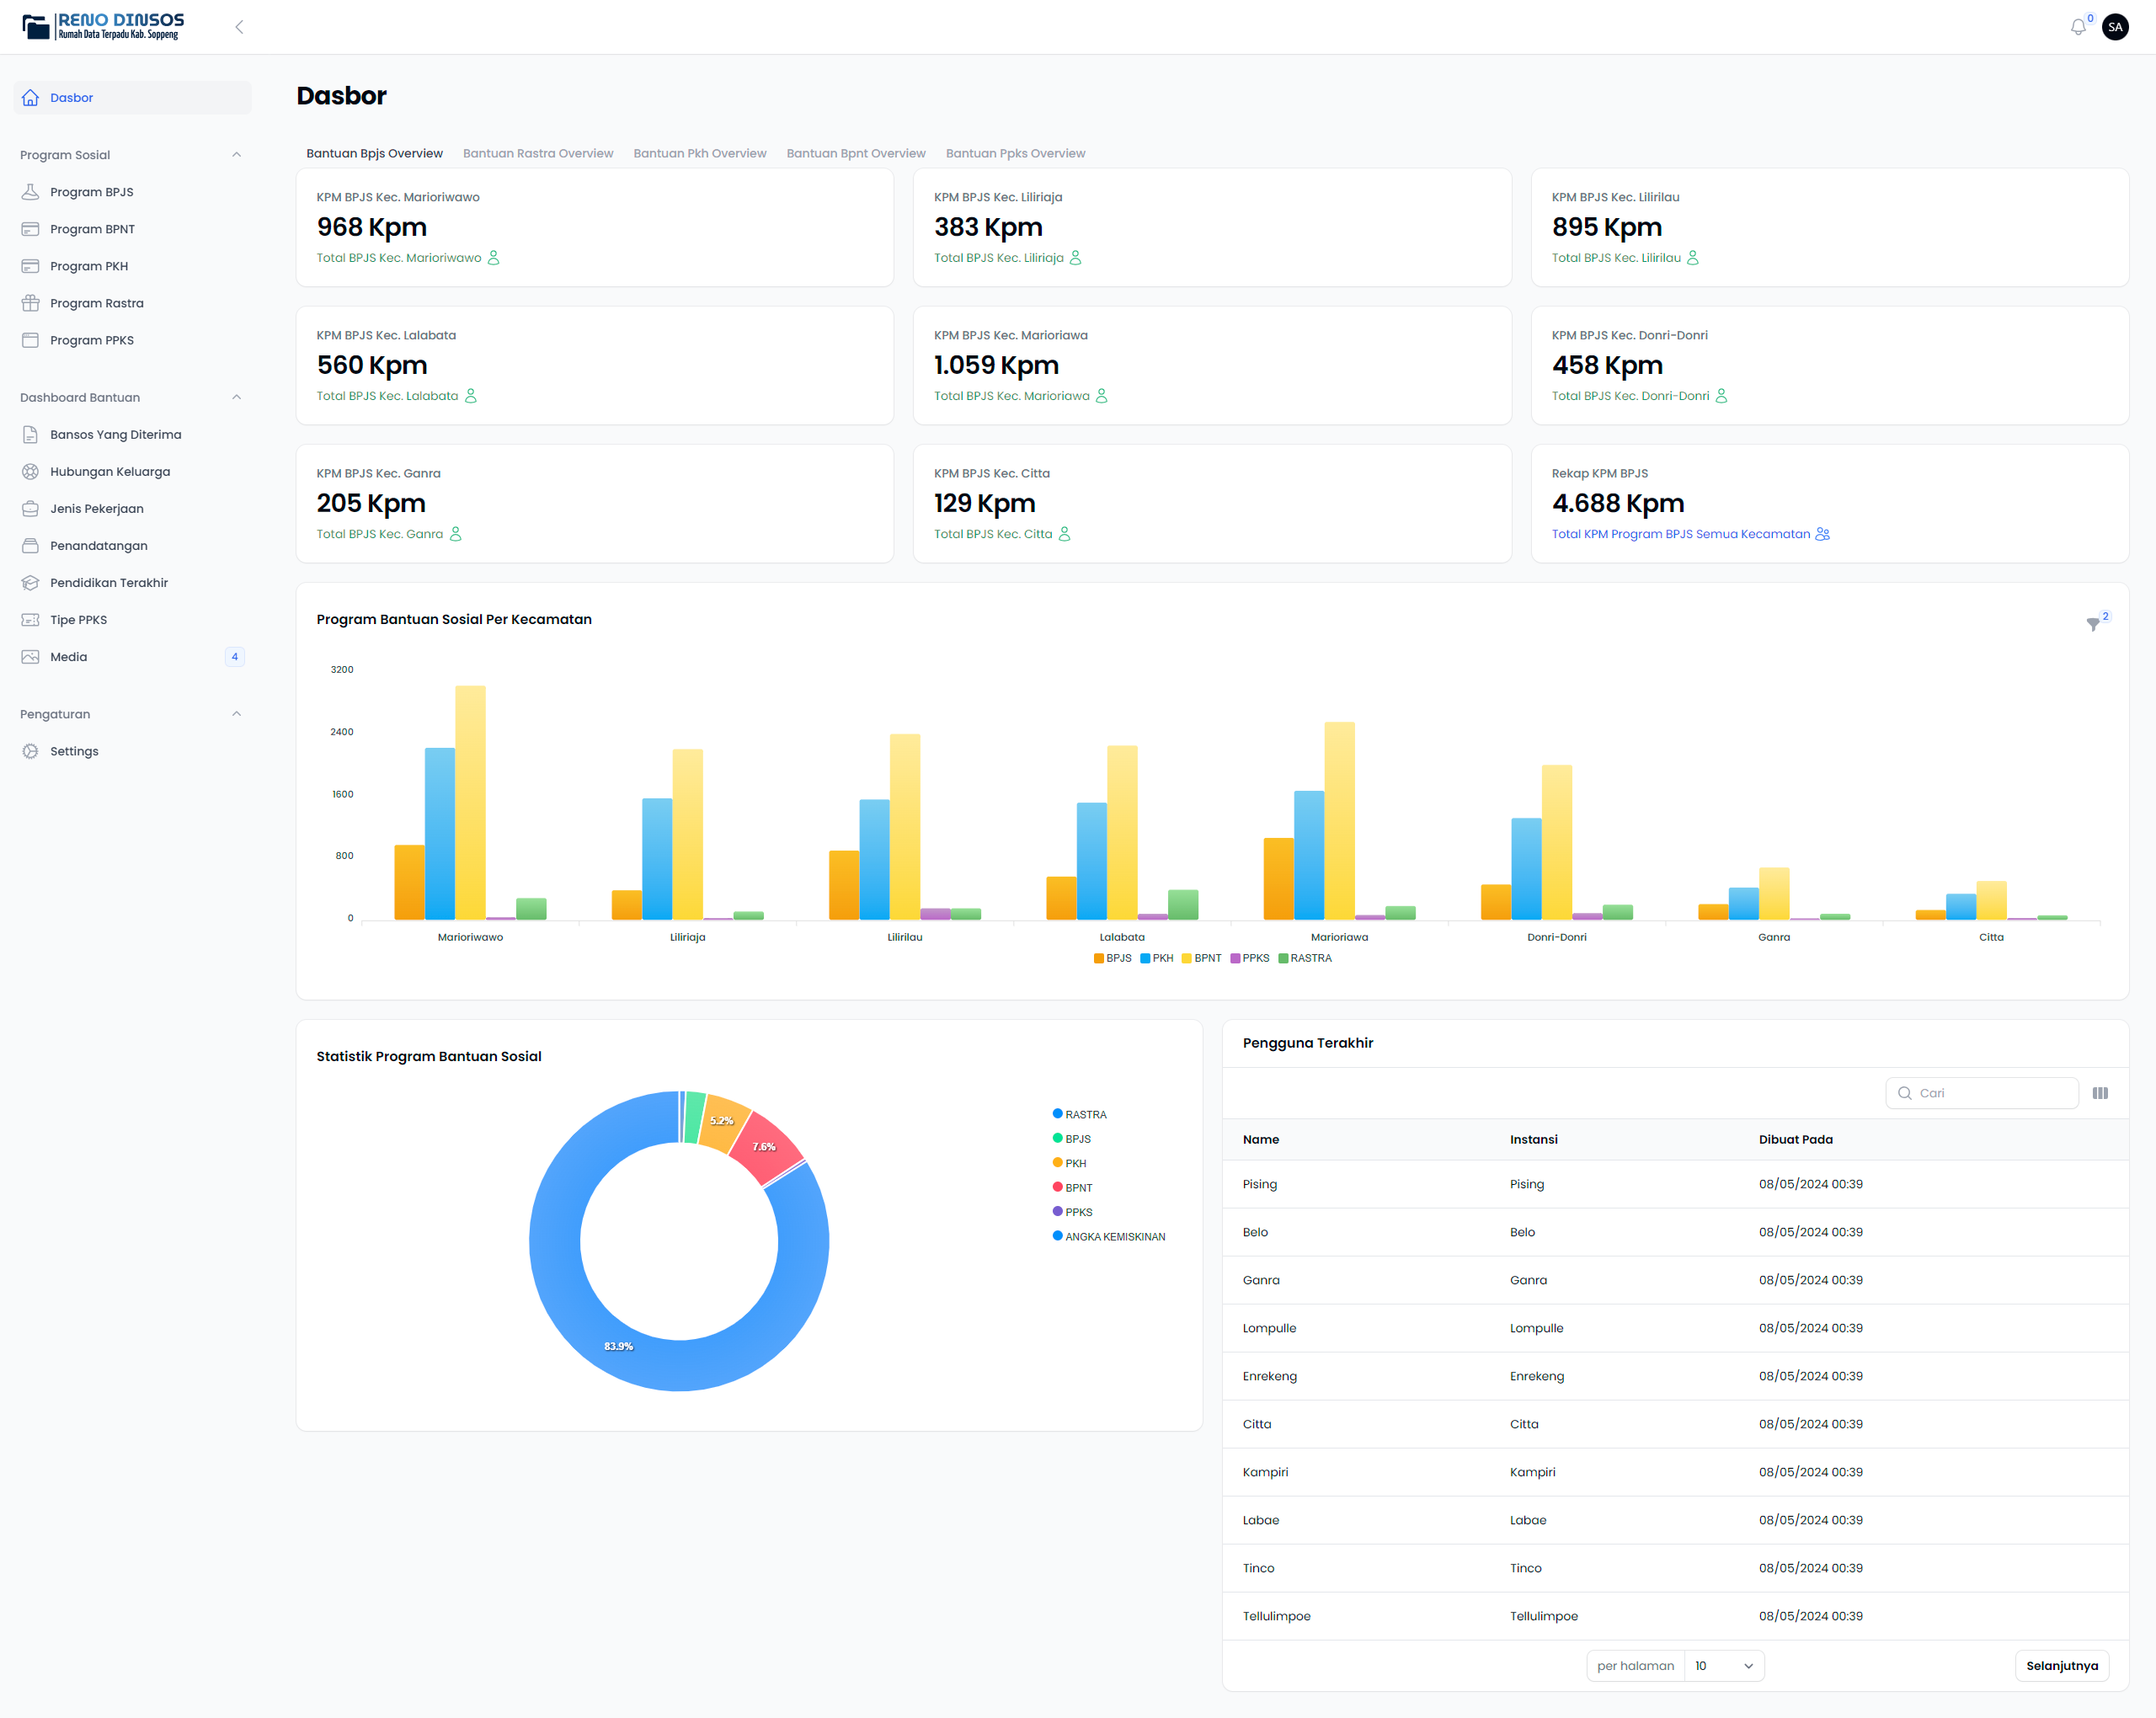 RENO DINSOS
Rumah Data Terpadu Kab. Soppeng
0
SA
Dasbor
Program Sosial
Program BPJS
Program BPNT
Program PKH
Program Rastra
Program PPKS
Dashboard Bantuan
Bansos Yang Diterima
Hubungan Keluarga
Jenis Pekerjaan
Penandatangan
Pendidikan Terakhir
Tipe PPKS
Media 4
Pengaturan
Settings
Dasbor
Bantuan Bpjs Overview Bantuan Rastra Overview Bantuan Pkh Overview Bantuan Bpnt Overview Bantuan Ppks Overview
KPM BPJS Kec. Marioriwawo
968 Kpm
Total BPJS Kec. Marioriwawo
KPM BPJS Kec. Liliriaja
383 Kpm
Total BPJS Kec. Liliriaja
KPM BPJS Kec. Lilirilau
895 Kpm
Total BPJS Kec. Lilirilau
KPM BPJS Kec. Lalabata
560 Kpm
Total BPJS Kec. Lalabata
KPM BPJS Kec. Marioriawa
1.059 Kpm
Total BPJS Kec. Marioriawa
KPM BPJS Kec. Donri-Donri
458 Kpm
Total BPJS Kec. Donri-Donri
KPM BPJS Kec. Ganra
205 Kpm
Total BPJS Kec. Ganra
KPM BPJS Kec. Citta
129 Kpm
Total BPJS Kec. Citta
Rekap KPM BPJS
4.688 Kpm
Total KPM Program BPJS Semua Kecamatan
Program Bantuan Sosial Per Kecamatan
2
3200
2400
1600
800
0
Marioriwawo Liliriaja Lilirilau Lalabata Marioriawa Donri-Donri Ganra Citta
BPJS PKH BPNT PPKS RASTRA
Statistik Program Bantuan Sosial
5.2%
7.6%
83.9%
RASTRA
BPJS
PKH
BPNT
PPKS
ANGKA KEMISKINAN
Pengguna Terakhir
Cari
Name Instansi Dibuat Pada
Pising Pising 08/05/2024 00:39
Belo Belo 08/05/2024 00:39
Ganra Ganra 08/05/2024 00:39
Lompulle Lompulle 08/05/2024 00:39
Enrekeng Enrekeng 08/05/2024 00:39
Citta Citta 08/05/2024 00:39
Kampiri Kampiri 08/05/2024 00:39
Labae Labae 08/05/2024 00:39
Tinco Tinco 08/05/2024 00:39
Tellulimpoe Tellulimpoe 08/05/2024 00:39
per halaman 10
Selanjutnya